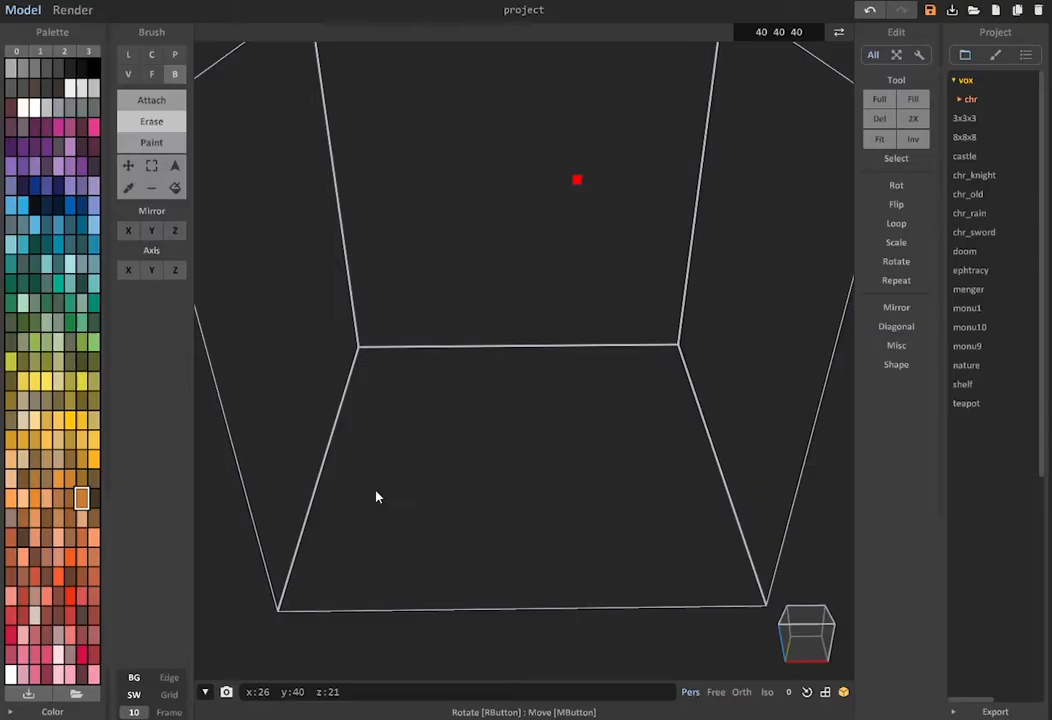 Model Render
project
Palette
0 1 2 3
Brush
L C P
V F B
Attach
Erase
Paint
Mirror
X Y Z
Axis
X Y Z
40 40 40
Edit
All
Tool
Full Fill
Del 2X
Fit Inv
Select
Rot
Flip
Loop
Scale
Rotate
Repeat
Mirror
Diagonal
Misc
Shape
Project
vox
chr
3x3x3
8x8x8
castle
chr_knight
chr_old
chr_rain
chr_sword
doom
ephtracy
menger
monu1
monu10
monu9
nature
shelf
teapot
BG Edge
SW Grid
10 Frame
Color
x:26 y:40 z:21
Pers Free Orth Iso 0
Rotate [RButton] : Move [MButton]
Export